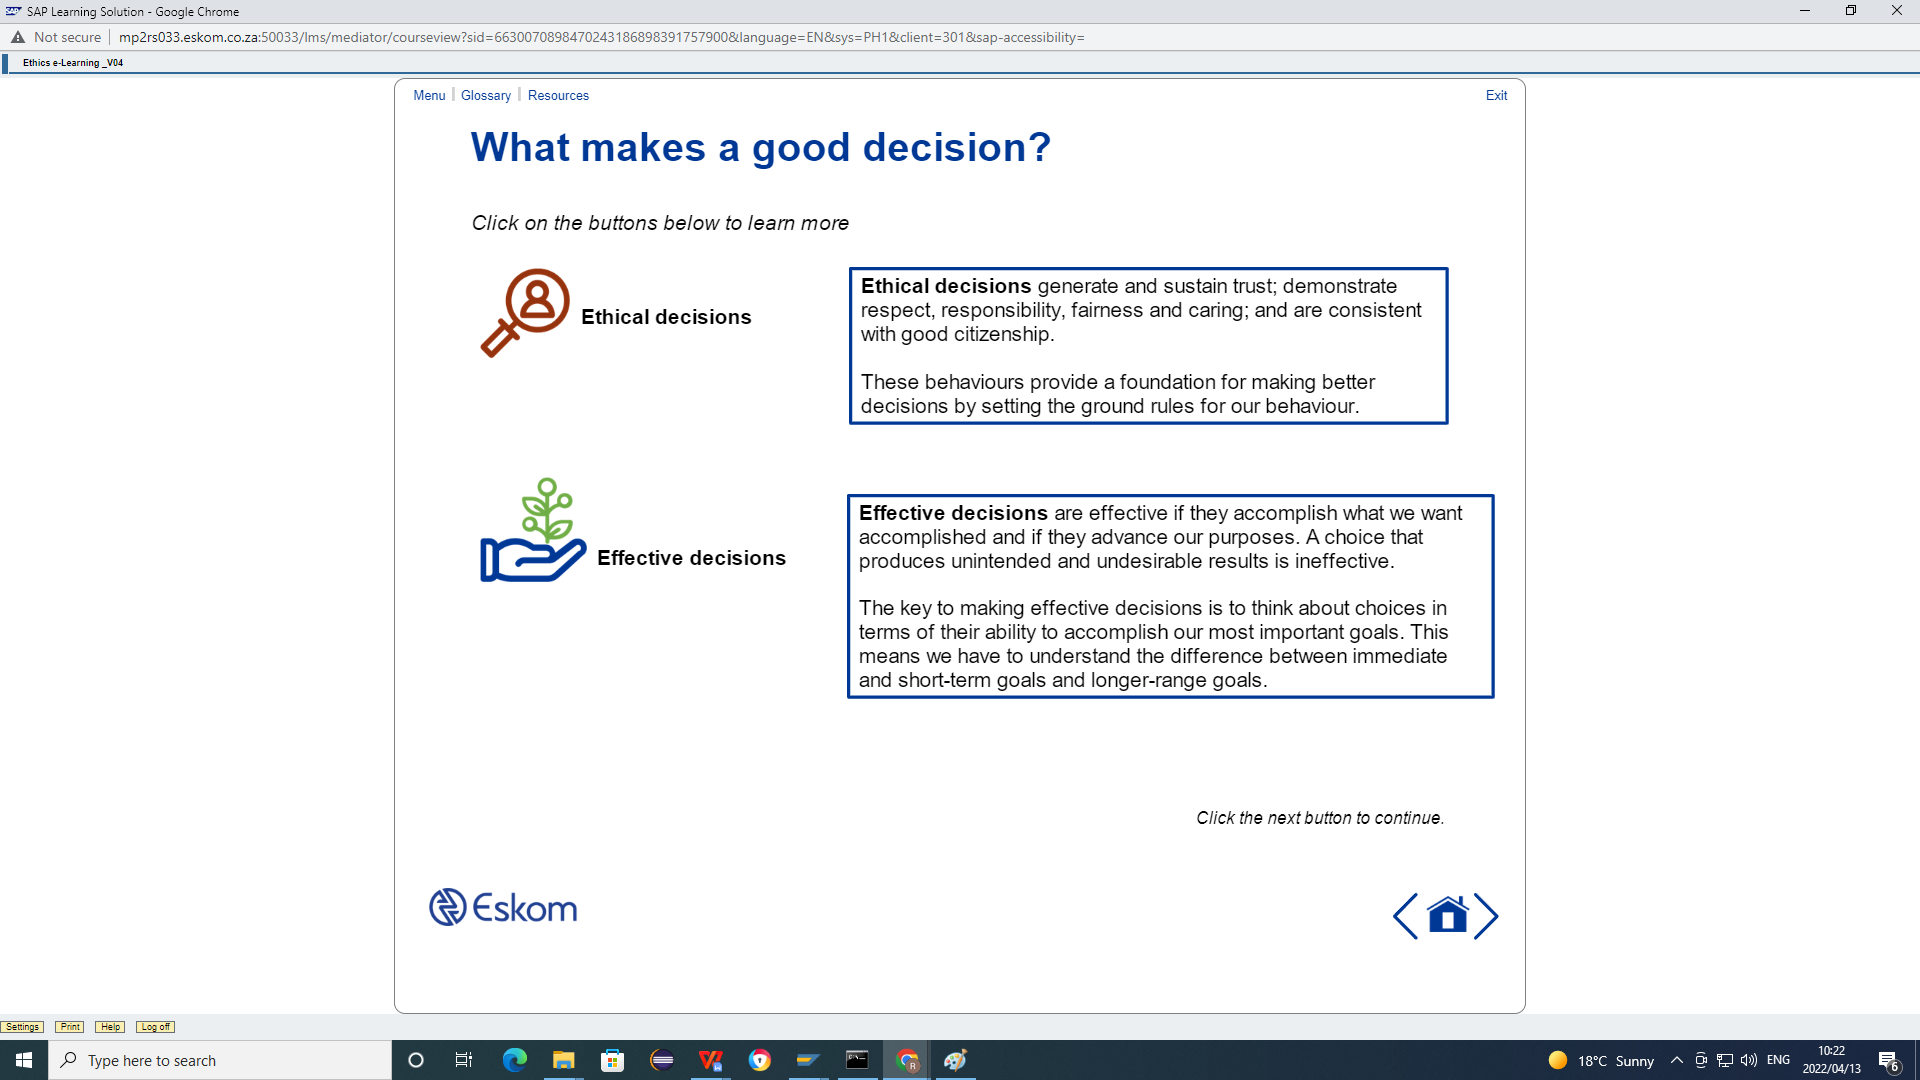 SAP Learning Solution - Google Chrome
Not secure | mp2rs033.eskom.co.za:50033/lms/mediator/courseview?sid=66300708984702431868983917579​00&language=EN&sys=PH1&client=301&sap-accessibility=
Ethics e-Learning _V04
Menu | Glossary | Resources
Exit
What makes a good decision?
Click on the buttons below to learn more
Ethical decisions
Ethical decisions generate and sustain trust; demonstrate
respect, responsibility, fairness and caring; and are consistent
with good citizenship.
These behaviours provide a foundation for making better
decisions by setting the ground rules for our behaviour.
Effective decisions
Effective decisions are effective if they accomplish what we want
accomplished and if they advance our purposes. A choice that
produces unintended and undesirable results is ineffective.
The key to making effective decisions is to think about choices in
terms of their ability to accomplish our most important goals. This
means we have to understand the difference between immediate
and short-term goals and longer-range goals.
Click the next button to continue.
Eskom
Settings Print Help Log off
Type here to search
18°C Sunny
ENG
10:22
2022/04/13
6